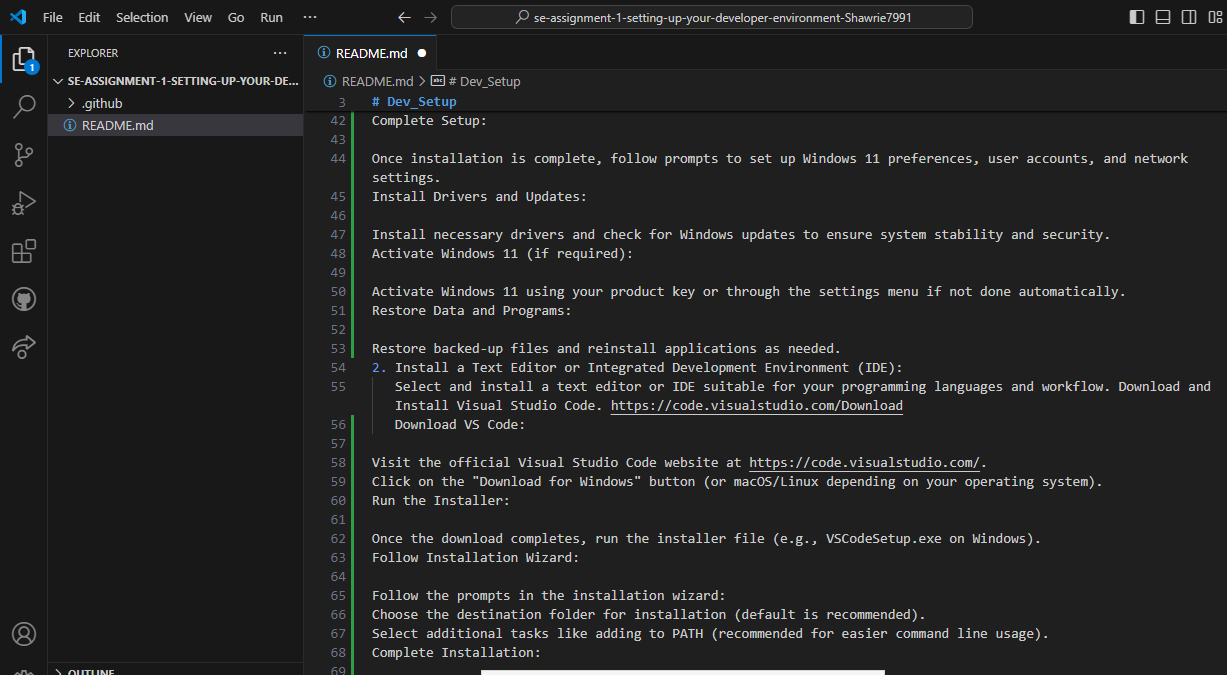 File Edit Selection View Go Run ···
se-assignment-1-setting-up-your-developer-environment-Shawrie7991
EXPLORER ···
README.md
SE-ASSIGNMENT-1-SETTING-UP-YOUR-DE...
README.md > # Dev_Setup
.github
README.md
1
3 # Dev_Setup
42 Complete Setup:
43
44 Once installation is complete, follow prompts to set up Windows 11 preferences, user accounts, and network
settings.
45 Install Drivers and Updates:
46
47 Install necessary drivers and check for Windows updates to ensure system stability and security.
48 Activate Windows 11 (if required):
49
50 Activate Windows 11 using your product key or through the settings menu if not done automatically.
51 Restore Data and Programs:
52
53 Restore backed-up files and reinstall applications as needed.
54 2. Install a Text Editor or Integrated Development Environment (IDE):
55 Select and install a text editor or IDE suitable for your programming languages and workflow. Download and
Install Visual Studio Code. https://code.visualstudio.com/Download
56 Download VS Code:
57
58 Visit the official Visual Studio Code website at https://code.visualstudio.com/.
59 Click on the "Download for Windows" button (or macOS/Linux depending on your operating system).
60 Run the Installer:
61
62 Once the download completes, run the installer file (e.g., VSCodeSetup.exe on Windows).
63 Follow Installation Wizard:
64
65 Follow the prompts in the installation wizard:
66 Choose the destination folder for installation (default is recommended).
67 Select additional tasks like adding to PATH (recommended for easier command line usage).
68 Complete Installation:
69
OUTLINE